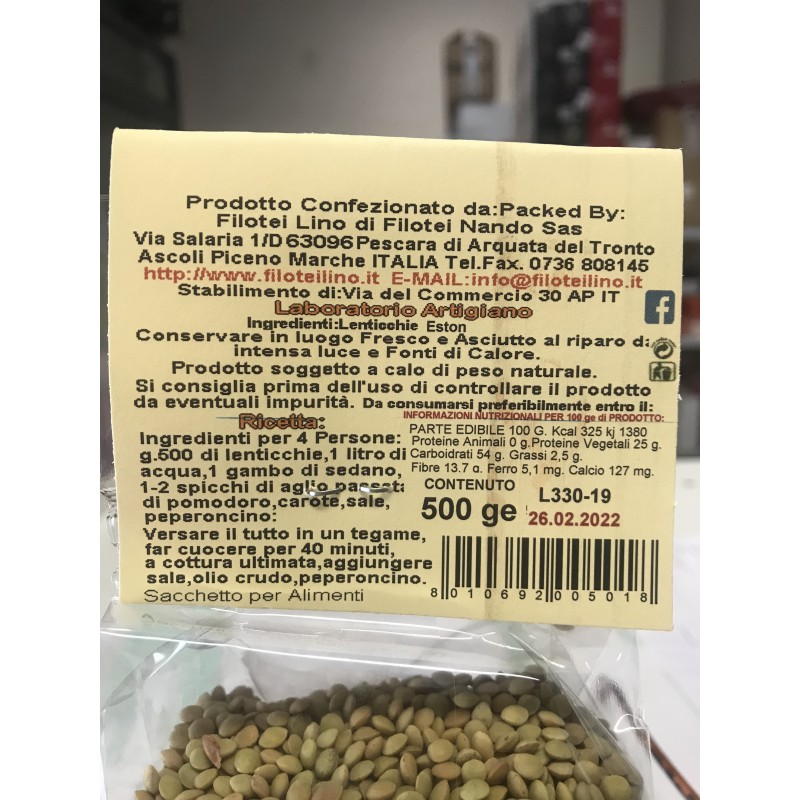 Prodotto Confezionato da:Packed By:
Filotei Lino di Filotei Nando Sas
Via Salaria 1/D 63096 Pescara di Arquata del Tronto
Ascoli Piceno Marche ITALIA Tel.Fax. 0736 808145
http://www.filoteilino.it E-MAIL:info@filoteilino.it
Stabilimento di:Via del Commercio 30 AP IT
Laboratorio Artigiano
Ingredienti:Lenticchie Eston
Conservare in luogo Fresco e Asciutto al riparo da
intensa luce e Fonti di Calore.
Prodotto soggetto a calo di peso naturale.
Si consiglia prima dell'uso di controllare il prodotto
da eventuali impurità. Da consumarsi preferibilmente entro il:
Ricetta:
Ingredienti per 4 Persone:
g.500 di lenticchie,1 litro di
acqua,1 gambo di sedano,
1-2 spicchi di aglio passata
di pomodoro,carote,sale,
peperoncino:
Versare il tutto in un tegame,
far cuocere per 40 minuti,
a cottura ultimata,aggiungere
sale,olio crudo,peperoncino.
Sacchetto per Alimenti
INFORMAZIONI NUTRIZIONALI PER 100 ge di PRODOTTO:
PARTE EDIBILE 100 G. Kcal 325 kj 1380
Proteine Animali 0 g.Proteine Vegetali 25 g.
Carboidrati 54 g. Grassi 2,5 g.
Fibre 13.7 g. Ferro 5,1 mg. Calcio 127 mg.
CONTENUTO
500 ge
L330-19
26.02.2022
8010692005018
f